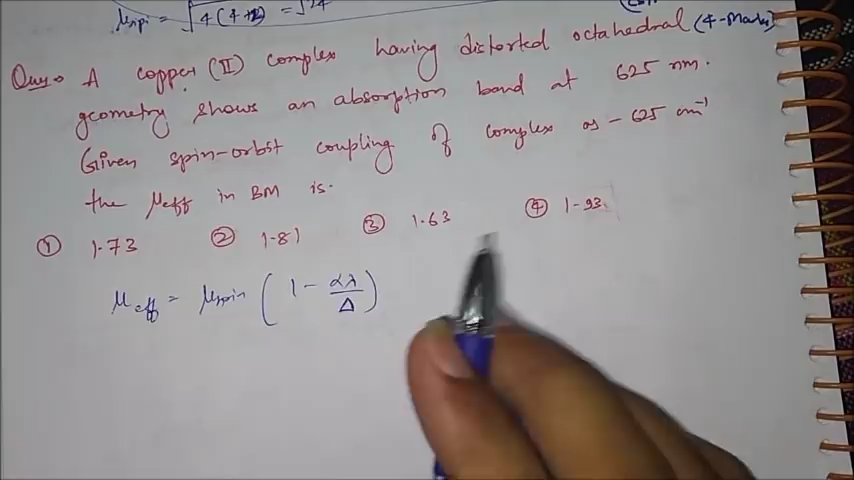 μspi = √4(4+2) = √24
Ques A copper (II) complex having distorted octahedral (4-Marks)
geometry shows an absorption band at 625 nm.
Given spin-orbit coupling of complex as -625 cm⁻¹
the μeff in BM is.
① 1.73 ② 1.81 ③ 1.63 ④ 1.93
μeff = μspin (1 - αλ/Δ)